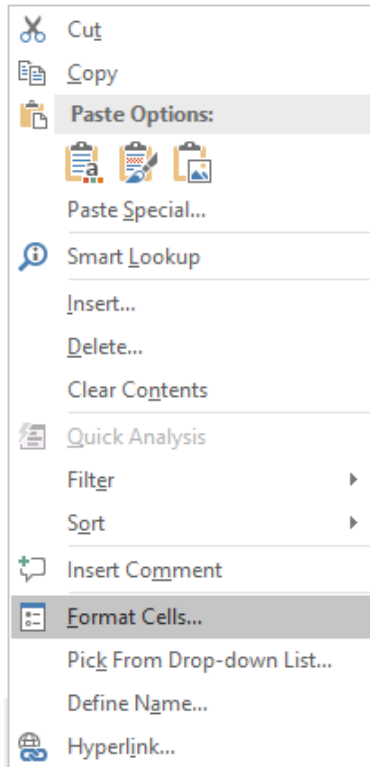 Cut
Copy
Paste Options:
a
Paste Special...
Smart Lookup
Insert...
Delete...
Clear Contents
Quick Analysis
Filter
Sort
Insert Comment
Format Cells...
Pick From Drop-down List...
Define Name...
Hyperlink...